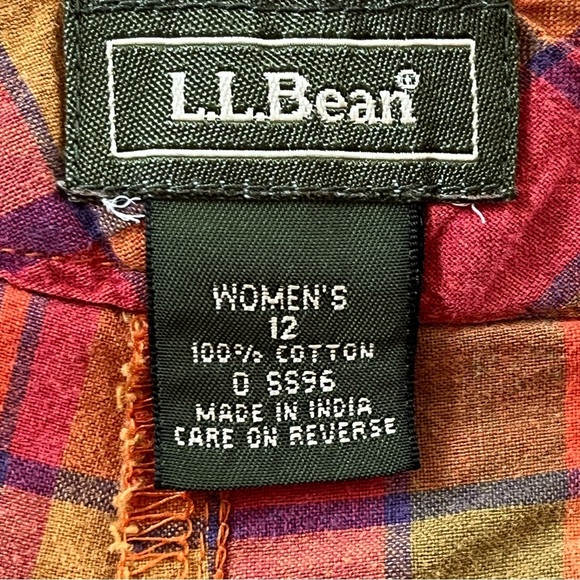 L.L.Bean®
WOMEN'S
12
100% COTTON
0 SS96
MADE IN INDIA
CARE ON REVERSE